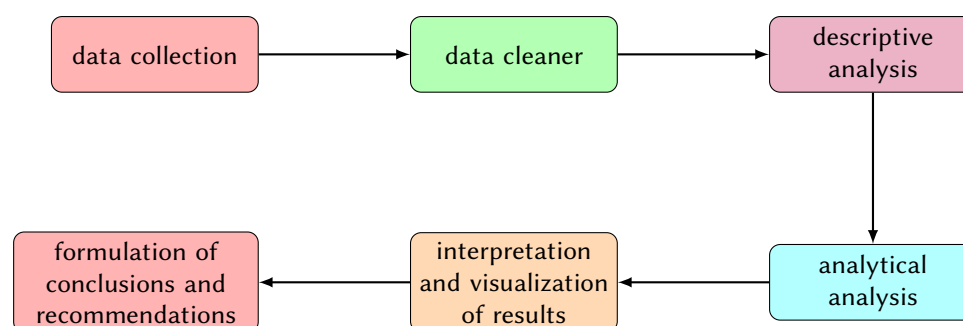 data collection
data cleaner
descriptive
analysis
analytical
analysis
interpretation
and visualization
of results
formulation of
conclusions and
recommendations